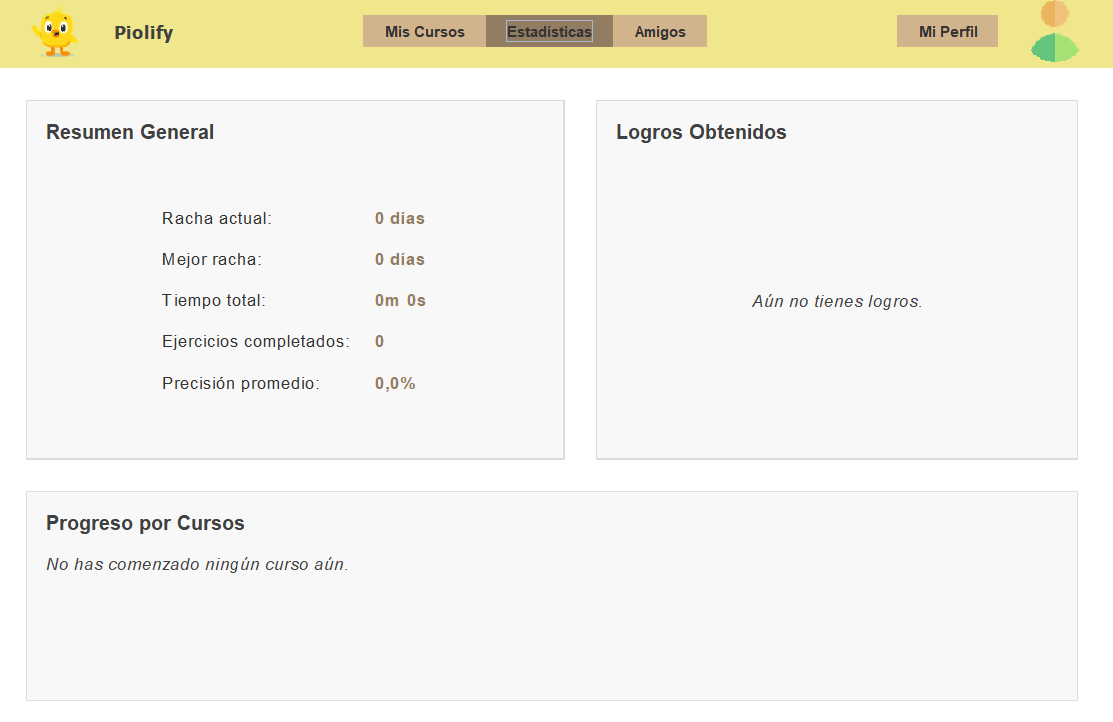 Piolify
Mis Cursos
Estadísticas
Amigos
Mi Perfil
Resumen General
Racha actual: 0 días
Mejor racha: 0 días
Tiempo total: 0m 0s
Ejercicios completados: 0
Precisión promedio: 0,0%
Logros Obtenidos
Aún no tienes logros.
Progreso por Cursos
No has comenzado ningún curso aún.